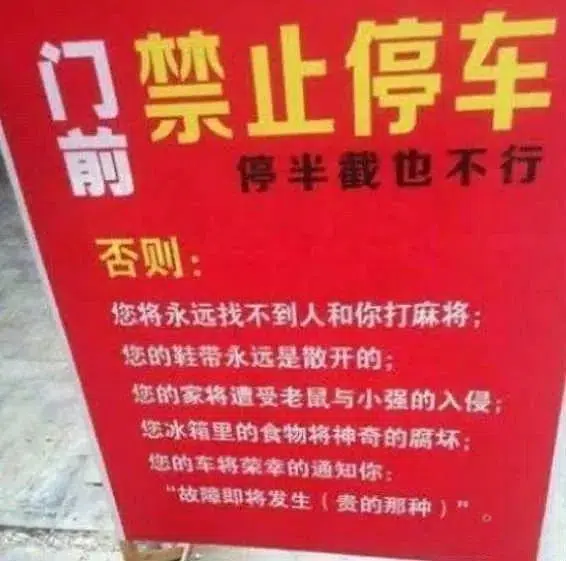 门前
禁止停车
停半截也不行
否则：
您将永远找不到人和你打麻将；
您的鞋带永远是散开的；
您的家将遭受老鼠与小强的入侵；
您冰箱里的食物将神奇的腐坏；
您的车将荣幸的通知你：
“故障即将发生（贵的那种）”。